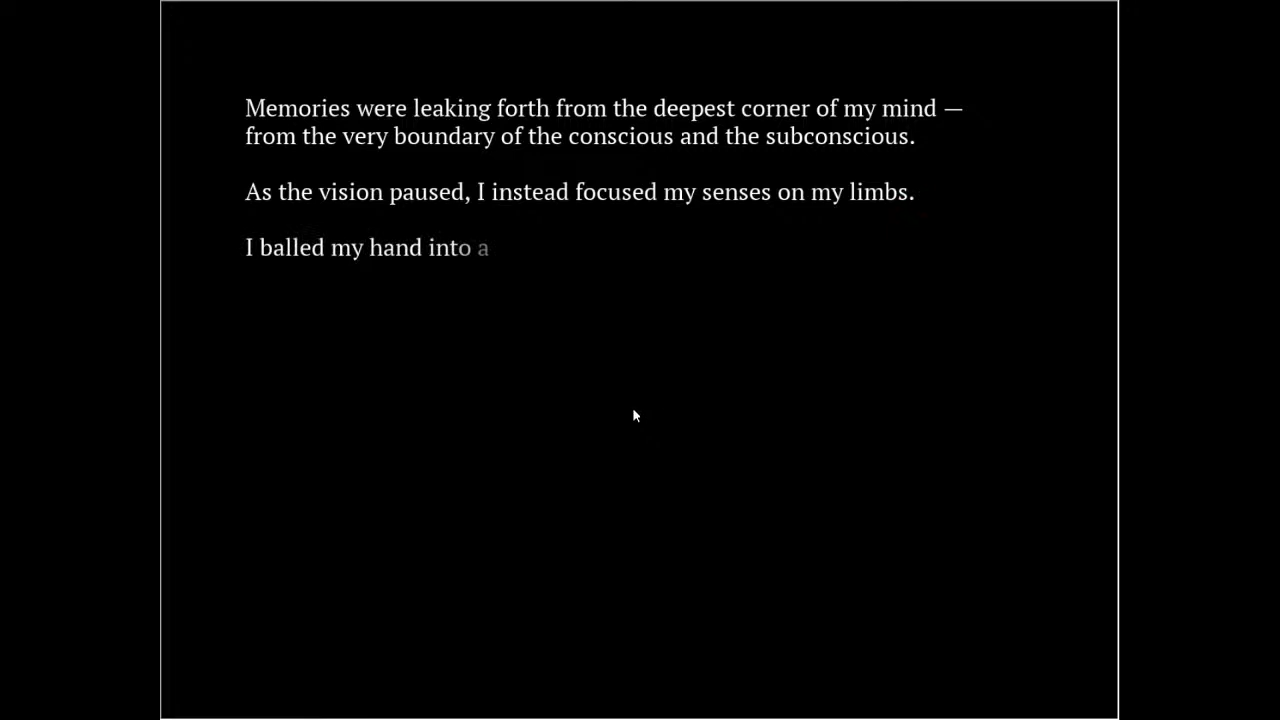 Memories were leaking forth from the deepest corner of my mind —
from the very boundary of the conscious and the subconscious.
As the vision paused, I instead focused my senses on my limbs.
I balled my hand into a